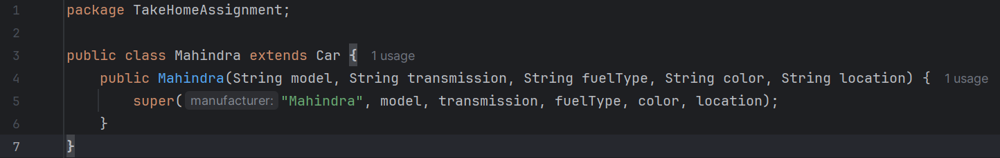 1 package TakeHomeAssignment;
2
3 public class Mahindra extends Car { 1 usage
4 public Mahindra(String model, String transmission, String fuelType, String color, String location) { 1 usage
5 super( manufacturer: "Mahindra", model, transmission, fuelType, color, location);
6 }
7 }